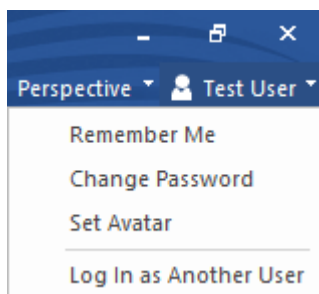 Perspective Test User
Remember Me
Change Password
Set Avatar
Log In as Another User